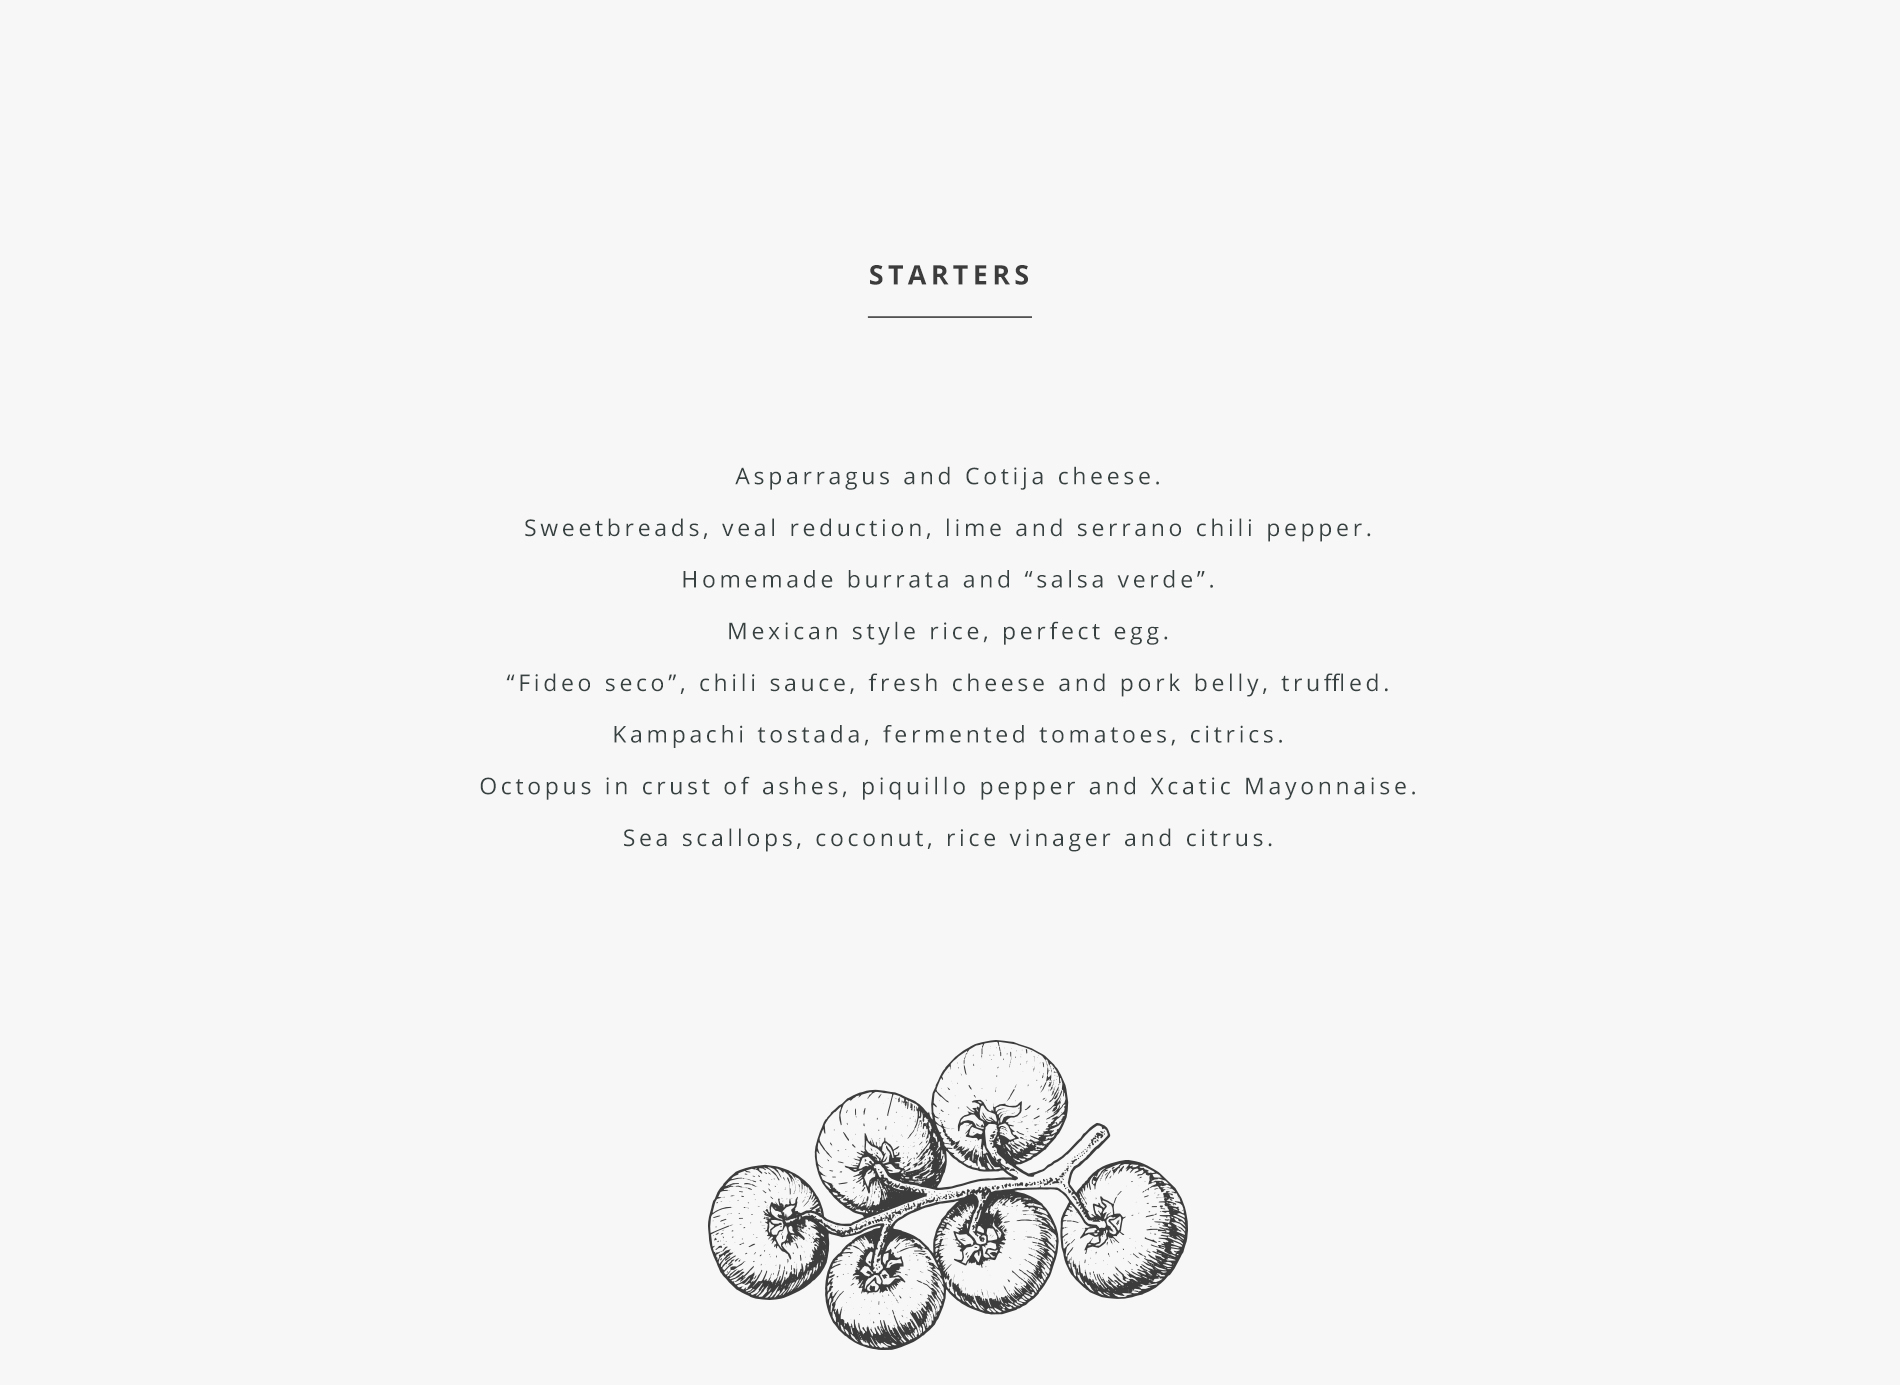 STARTERS
Asparragus and Cotija cheese.
Sweetbreads, veal reduction, lime and serrano chili pepper.
Homemade burrata and “salsa verde”.
Mexican style rice, perfect egg.
“Fideo seco”, chili sauce, fresh cheese and pork belly, truffled.
Kampachi tostada, fermented tomatoes, citrics.
Octopus in crust of ashes, piquillo pepper and Xcatic Mayonnaise.
Sea scallops, coconut, rice vinager and citrus.